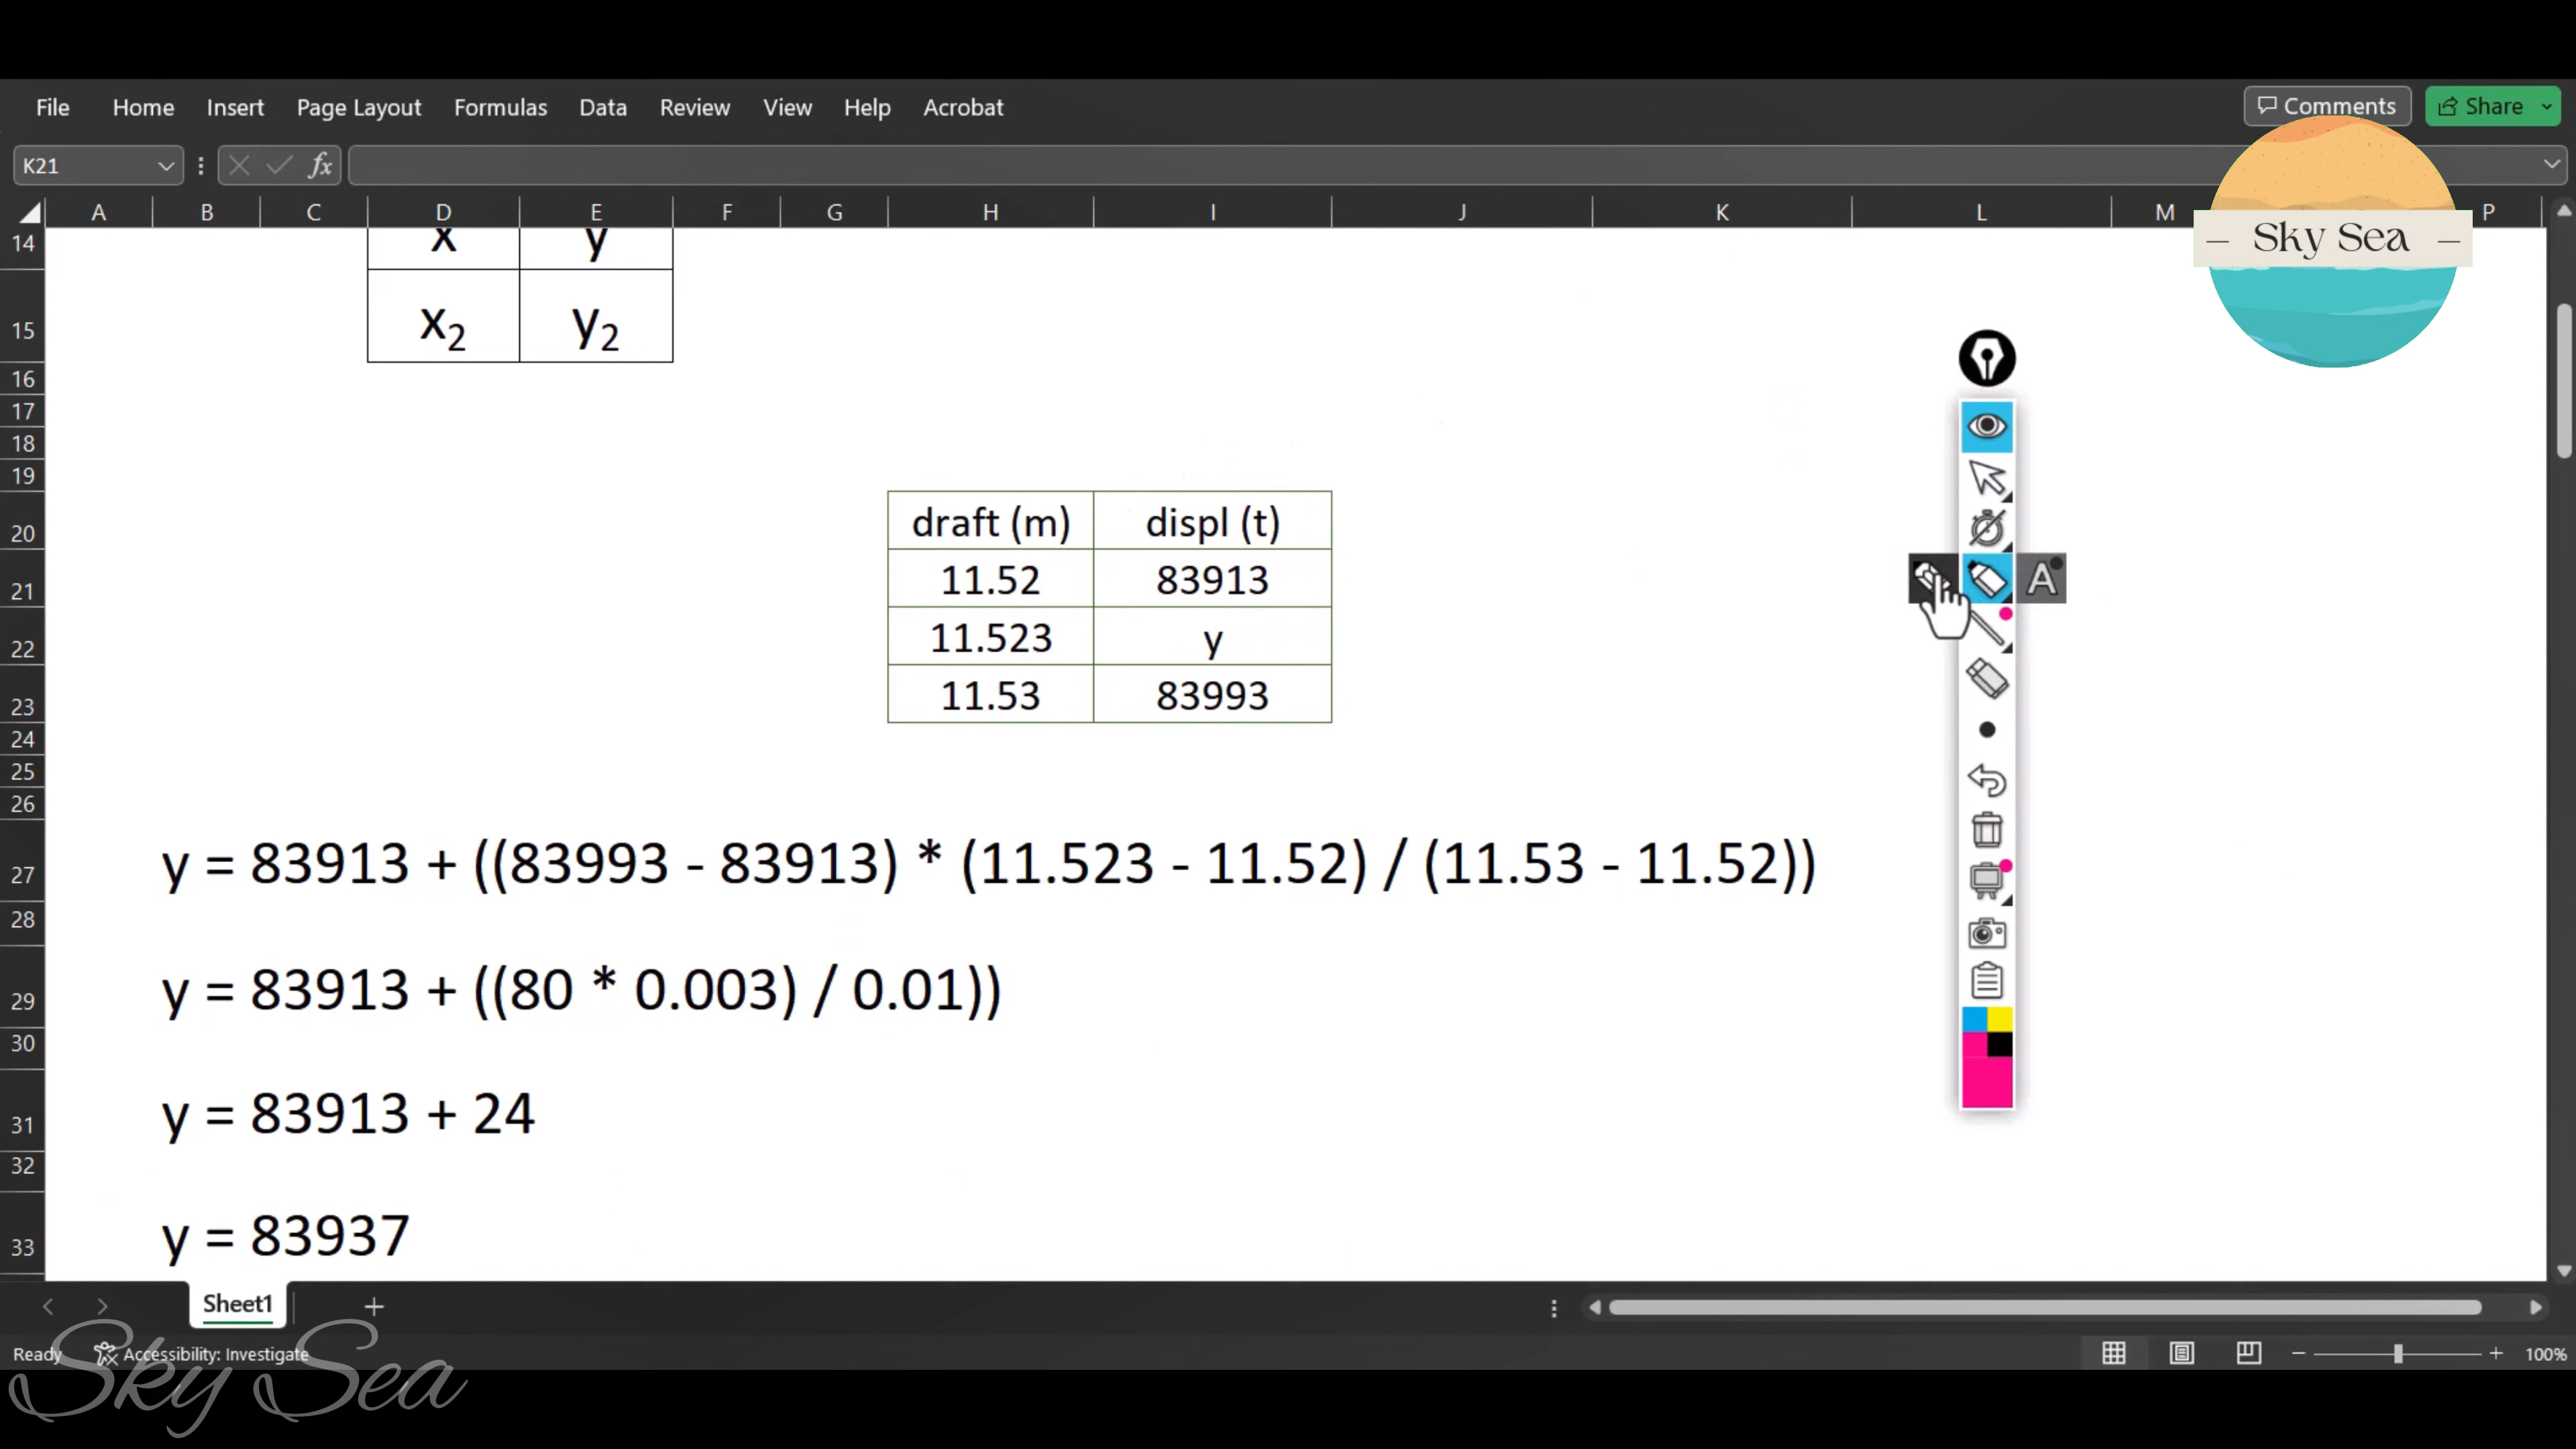 File Home Insert Page Layout Formulas Data Review View Help Acrobat Comments Share
K21 fx
A B C D E F G H I J K L M P
Sky Sea
14 x y
15 x₂ y₂
16
17
18
19
20 draft (m) displ (t)
21 11.52 83913
A
22 11.523 y
23 11.53 83993
24
25
26
27 y = 83913 + ((83993 - 83913) * (11.523 - 11.52) / (11.53 - 11.52))
28
29 y = 83913 + ((80 * 0.003) / 0.01))
30
31 y = 83913 + 24
32
33 y = 83937
Sheet1
Ready Accessibility: Investigate 100%
Sky Sea